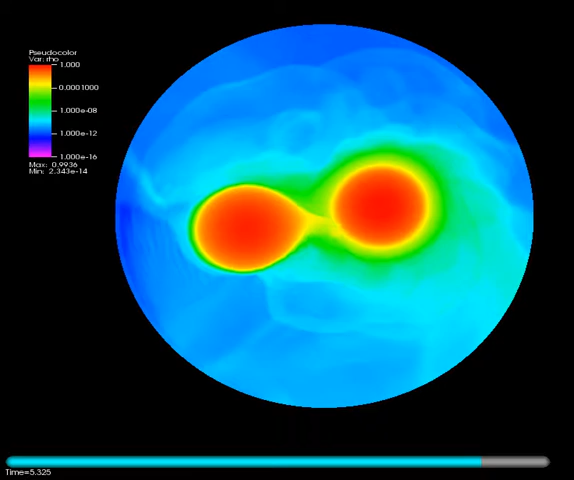 Pseudocolor
Var: rho
1.000
0.0001000
1.000e-08
1.000e-12
1.000e-16
Max: 0.9936
Min: 2.343e-14
Time=5.325